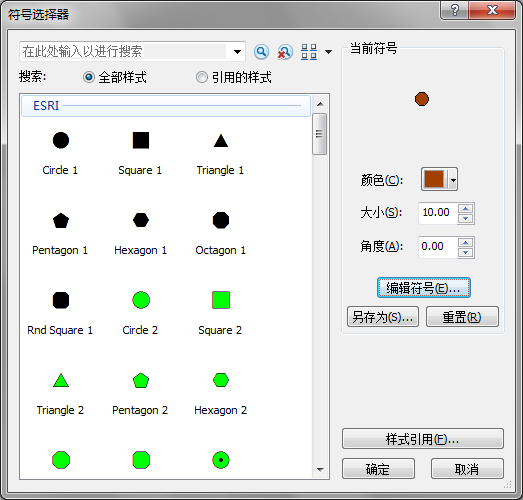 符号选择器
在此处输入以进行搜索
搜索: 全部样式 引用的样式
ESRI
Circle 1 Square 1 Triangle 1
Pentagon 1 Hexagon 1 Octagon 1
Rnd Square 1 Circle 2 Square 2
Triangle 2 Pentagon 2 Hexagon 2
当前符号
颜色(C):
大小(S): 10.00
角度(A): 0.00
编辑符号(E)...
另存为(S)... 重置(R)
样式引用(F)...
确定 取消